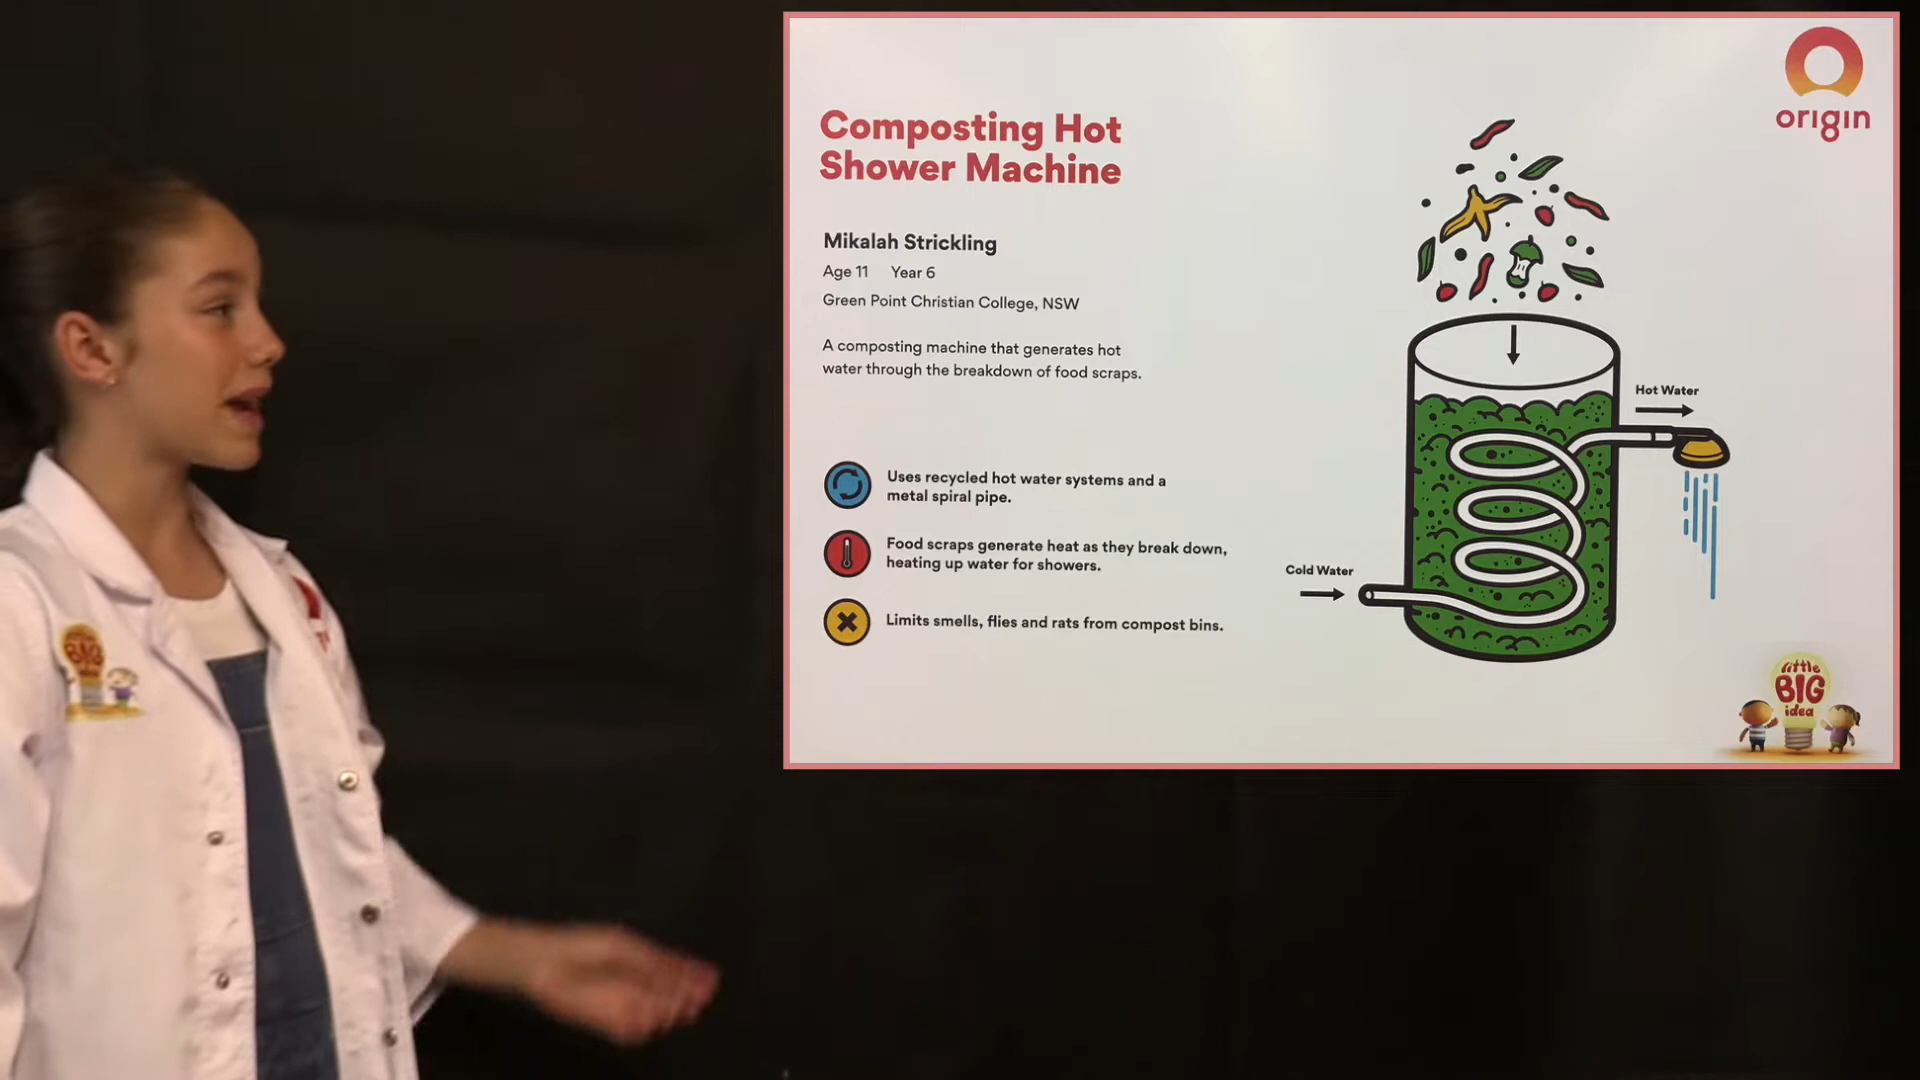 origin
Composting Hot
Shower Machine
Mikalah Strickling
Age 11 Year 6
Green Point Christian College, NSW
A composting machine that generates hot
water through the breakdown of food scraps.
Uses recycled hot water systems and a
metal spiral pipe.
Food scraps generate heat as they break down,
heating up water for showers.
Limits smells, flies and rats from compost bins.
Hot Water
Cold Water
little
BIG
idea
BIG